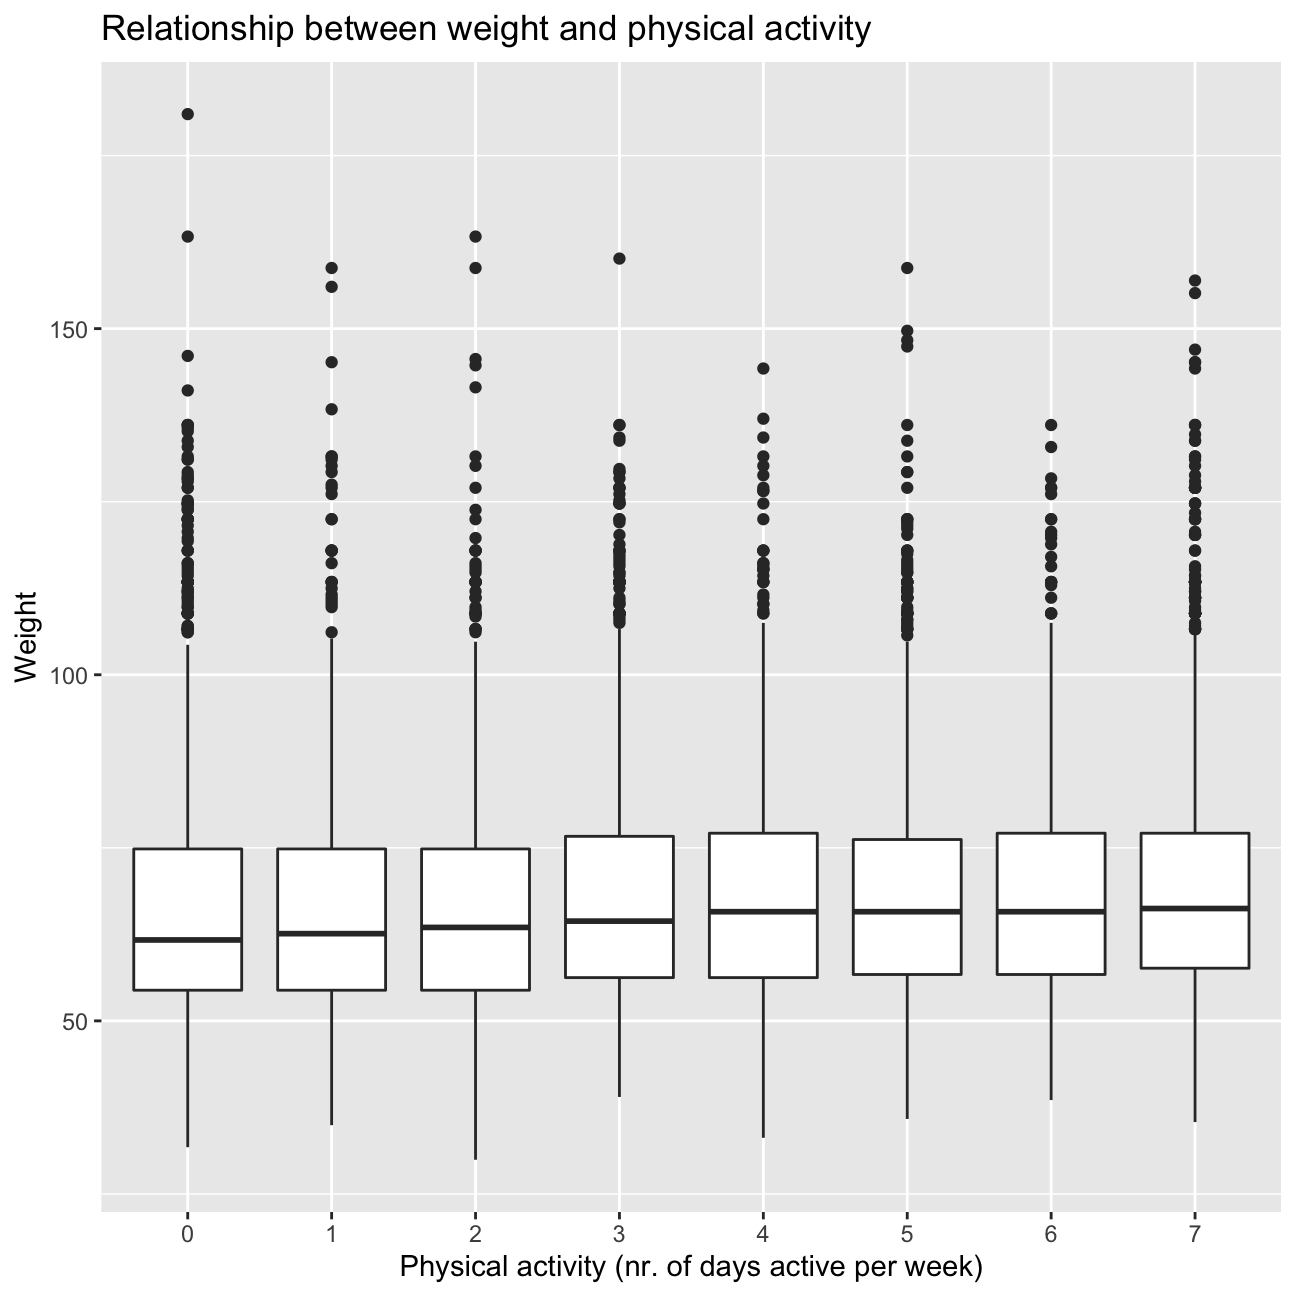 Relationship between weight and physical activity
150
100
50
Weight
0 1 2 3 4 5 6 7
Physical activity (nr. of days active per week)